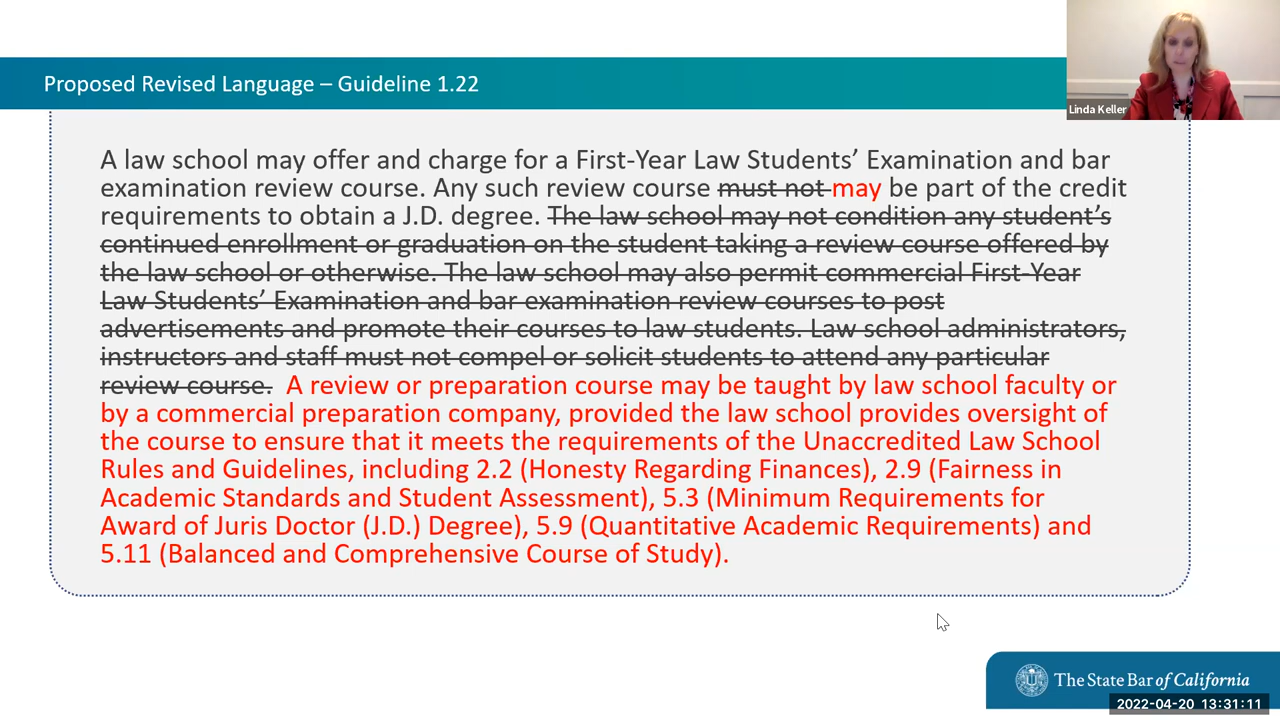 Proposed Revised Language – Guideline 1.22
Linda Keller
A law school may offer and charge for a First-Year Law Students’ Examination and bar
examination review course. Any such review course must not may be part of the credit
requirements to obtain a J.D. degree. The law school may not condition any student’s
continued enrollment or graduation on the student taking a review course offered by
the law school or otherwise. The law school may also permit commercial First-Year
Law Students’ Examination and bar examination review courses to post
advertisements and promote their courses to law students. Law school administrators,
instructors and staff must not compel or solicit students to attend any particular
review course. A review or preparation course may be taught by law school faculty or
by a commercial preparation company, provided the law school provides oversight of
the course to ensure that it meets the requirements of the Unaccredited Law School
Rules and Guidelines, including 2.2 (Honesty Regarding Finances), 2.9 (Fairness in
Academic Standards and Student Assessment), 5.3 (Minimum Requirements for
Award of Juris Doctor (J.D.) Degree), 5.9 (Quantitative Academic Requirements) and
5.11 (Balanced and Comprehensive Course of Study).
The State Bar of California
2022-04-20 13:31:11